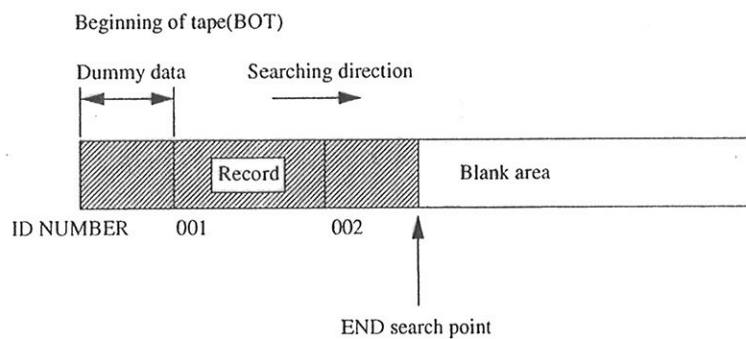 Beginning of tape(BOT)
Dummy data
Searching direction
Record
Blank area
ID NUMBER
001
002
END search point